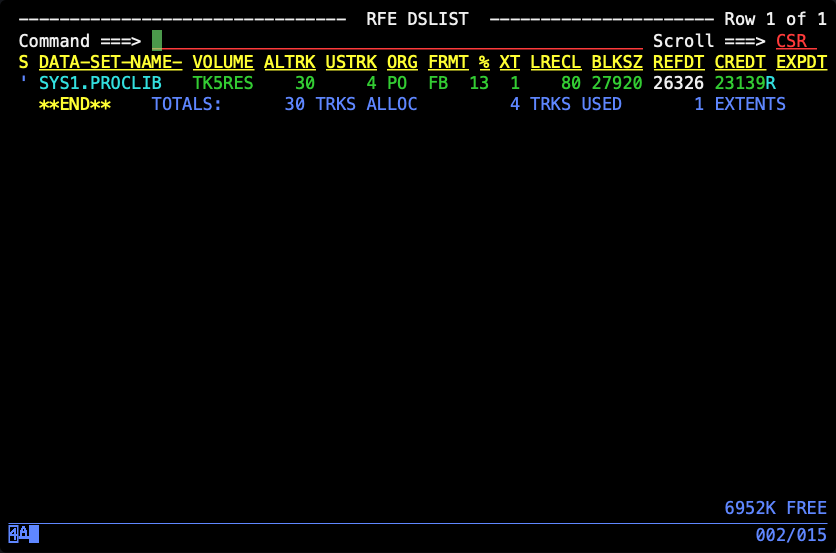 -------------------------------- RFE DSLIST ---------------------- Row 1 of 1
Command ===> Scroll ===> CSR
S DATA-SET-NAME- VOLUME ALTRK USTRK ORG FRMT % XT LRECL BLKSZ REFDT CREDT EXPDT
' SYS1.PROCLIB TK5RES 30 4 PO FB 13 1 80 27920 26326 23139R
**END** TOTALS: 30 TRKS ALLOC 4 TRKS USED 1 EXTENTS
6952K FREE
4A 002/015